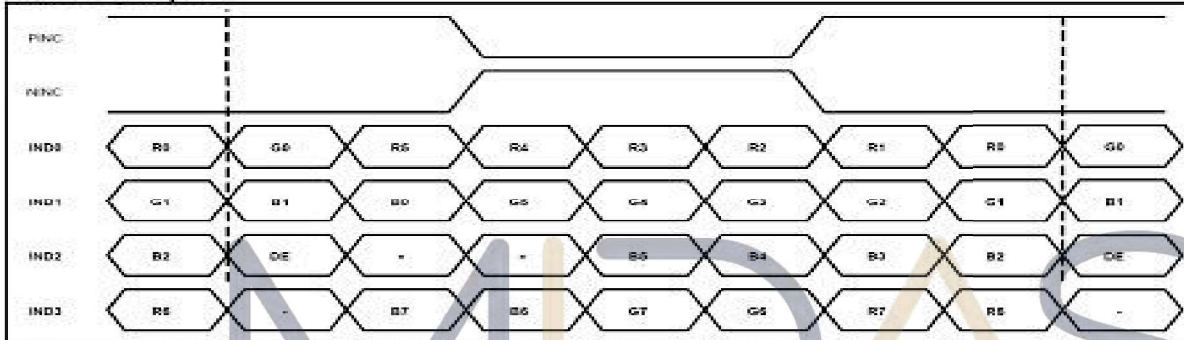 PINC
NINC
IND0 R0 G0 R5 R4 R3 R2 R1 R0 G0
IND1 G1 B1 B0 G5 G4 G3 G2 G1 B1
IND2 B2 DE - - B5 B4 B3 B2 DE
IND3 R6 - B7 B6 G7 G6 R7 R6 -
MIDAS